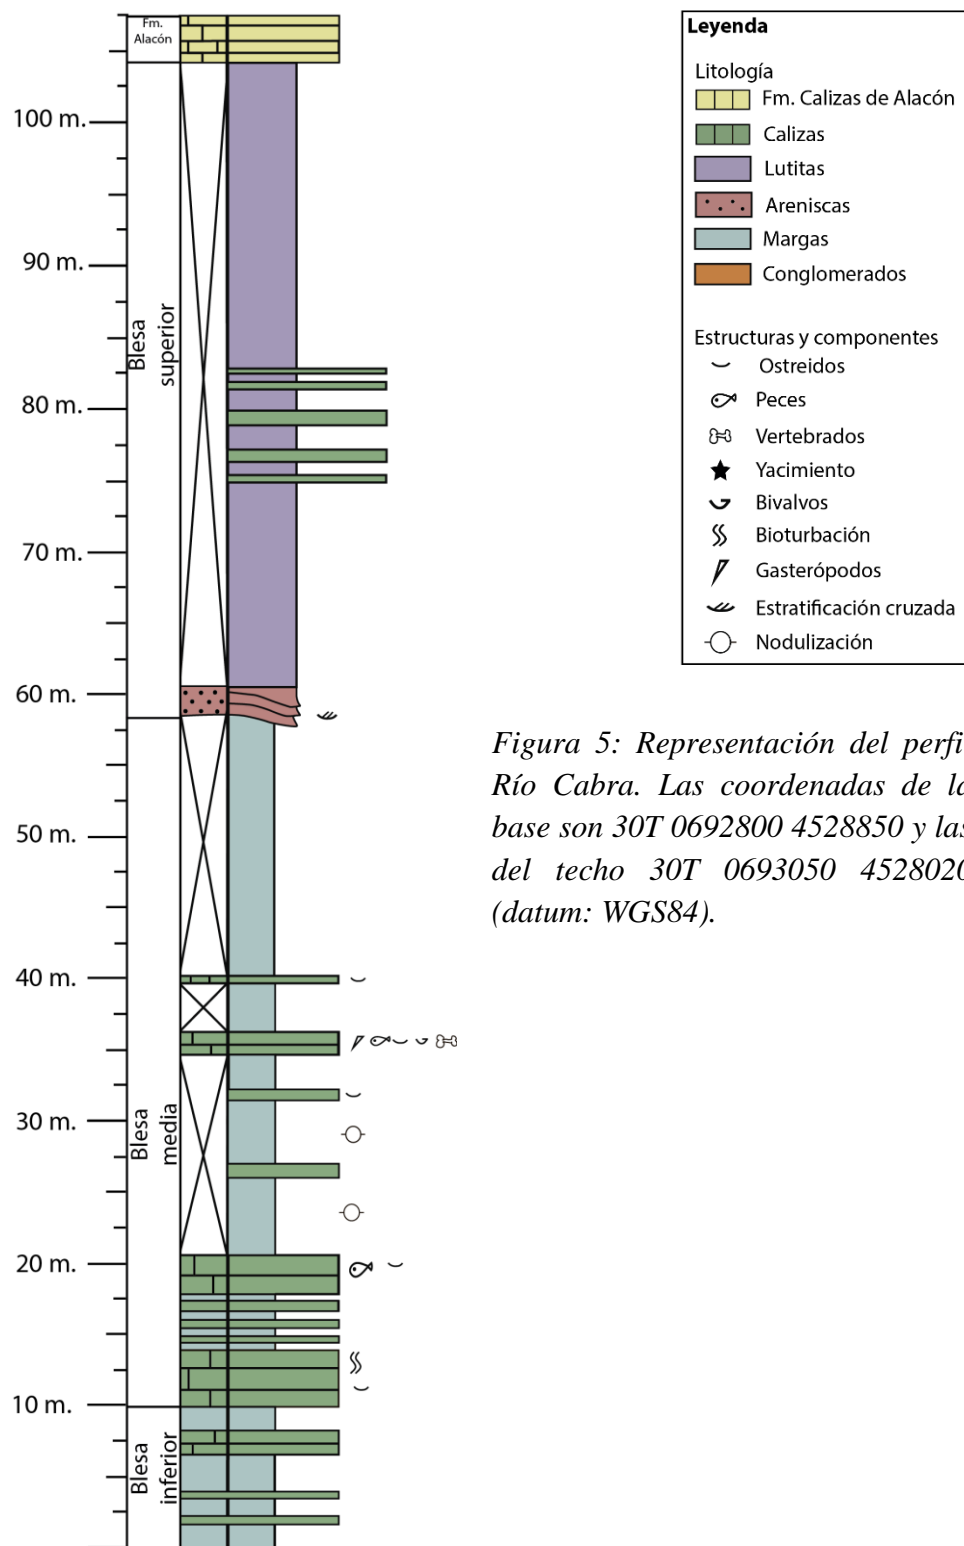 Fm.
Alacón
100 m.
90 m.
Blesa
superior
80 m.
70 m.
60 m.
50 m.
40 m.
30 m.
Blesa
media
20 m.
10 m.
Blesa
inferior
Leyenda
Litología
Fm. Calizas de Alacón
Calizas
Lutitas
Areniscas
Margas
Conglomerados
Estructuras y componentes
Ostreidos
Peces
Vertebrados
Yacimiento
Bivalvos
Bioturbación
Gasterópodos
Estratificación cruzada
Nodulización
Figura 5: Representación del perfi
Río Cabra. Las coordenadas de la
base son 30T 0692800 4528850 y las
del techo 30T 0693050 4528020
(datum: WGS84).